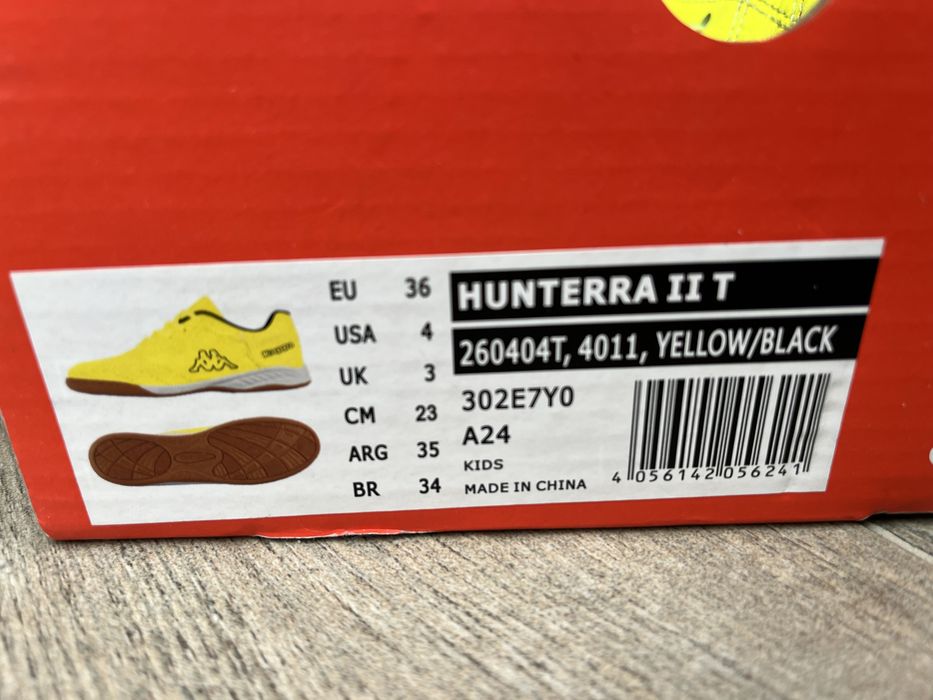 EU 36
USA 4
UK 3
CM 23
ARG 35
BR 34
HUNTERRA II T
260404T, 4011, YELLOW/BLACK
302E7Y0
A24
KIDS
MADE IN CHINA
4 056142 056241